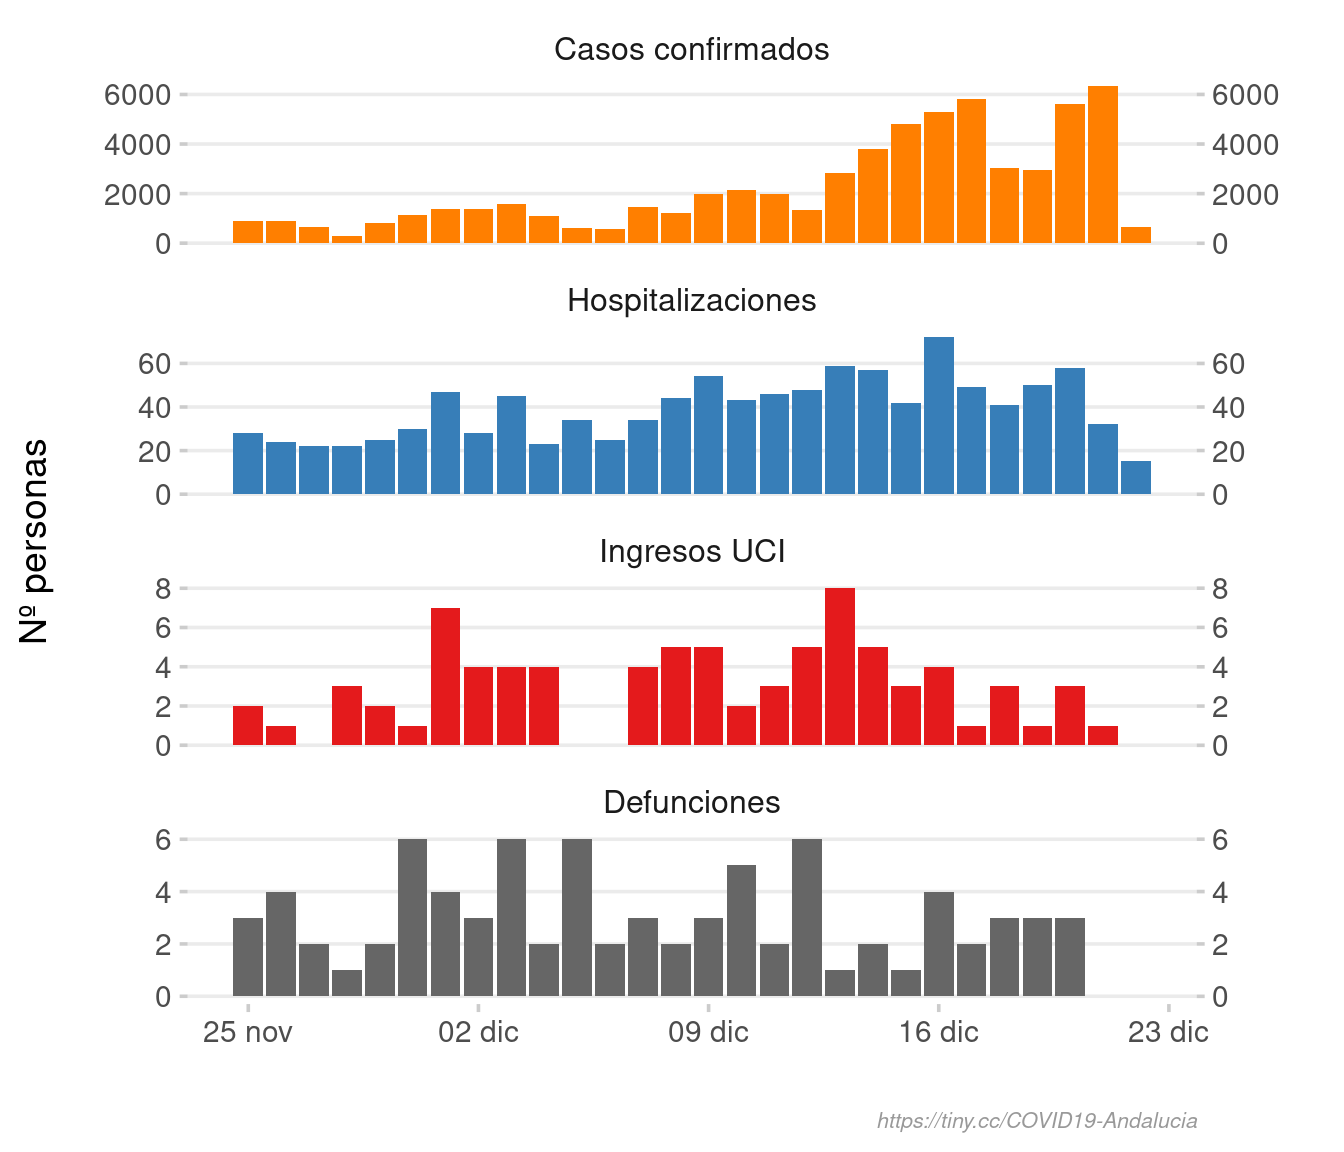 Casos confirmados
6000 6000
4000 4000
2000 2000
0 0
Hospitalizaciones
60 60
40 40
20 20
0 0
Nº personas
Ingresos UCI
8 8
6 6
4 4
2 2
0 0
Defunciones
6 6
4 4
2 2
0 0
25 nov 02 dic 09 dic 16 dic 23 dic
https://tiny.cc/COVID19-Andalucia